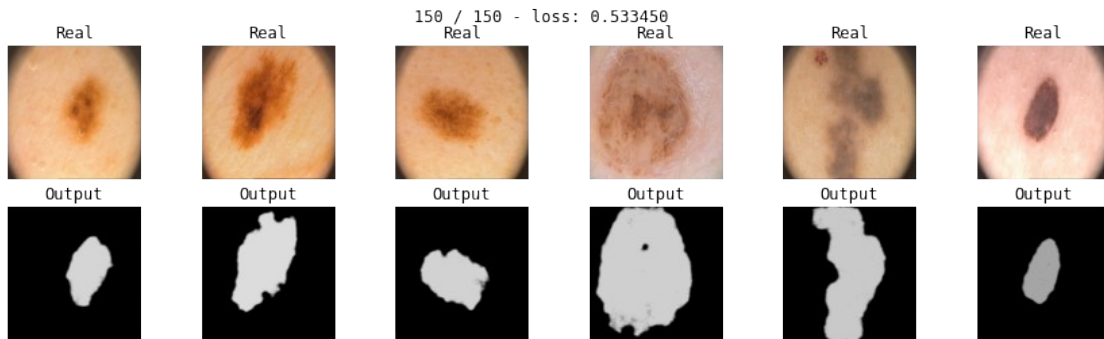 150 / 150 - loss: 0.533450
Real Real Real Real Real Real
Output Output Output Output Output Output